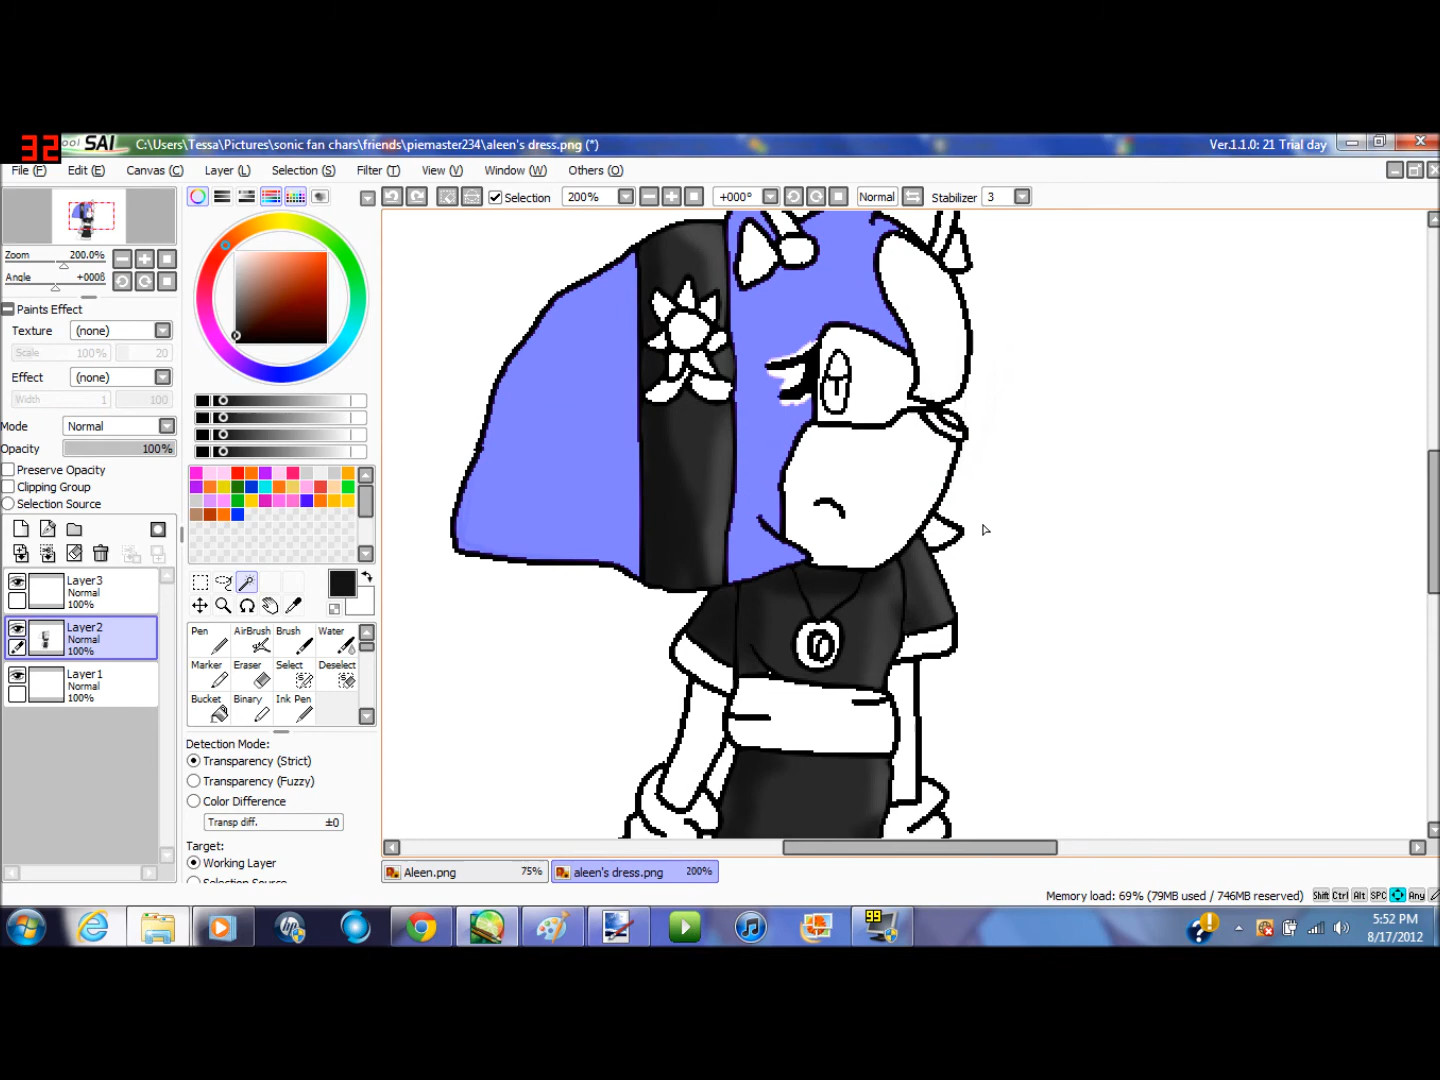 32
ool SAI C:\Users\Tessa\Pictures\sonic fan chars\friends\piemaster234\aleen's dress.png (*) Ver.1.1.0: 21 Trial day
File (F) Edit (E) Canvas (C) Layer (L) Selection (S) Filter (T) View (V) Window (W) Others (O)
Selection 200% +000° Normal Stabilizer 3
Zoom 200.0%
Angle +000δ
Paints Effect
Texture (none)
Scale 100% 20
Effect (none)
Width 1 100
Mode Normal
Opacity 100%
Preserve Opacity
Clipping Group
Selection Source
Layer3
Normal
100%
Layer2
Normal
100%
Layer1
Normal
100%
Pen AirBrush Brush Water
Marker Eraser Select Deselect
Bucket Binary Ink Pen
Detection Mode:
Transparency (Strict)
Transparency (Fuzzy)
Color Difference
Transp diff. ±0
Target:
Working Layer
Selection Source
Aleen.png 75% aleen's dress.png 200%
Memory load: 69% (79MB used / 746MB reserved) Shift Ctrl Alt SPC Any
99
5:52 PM
8/17/2012